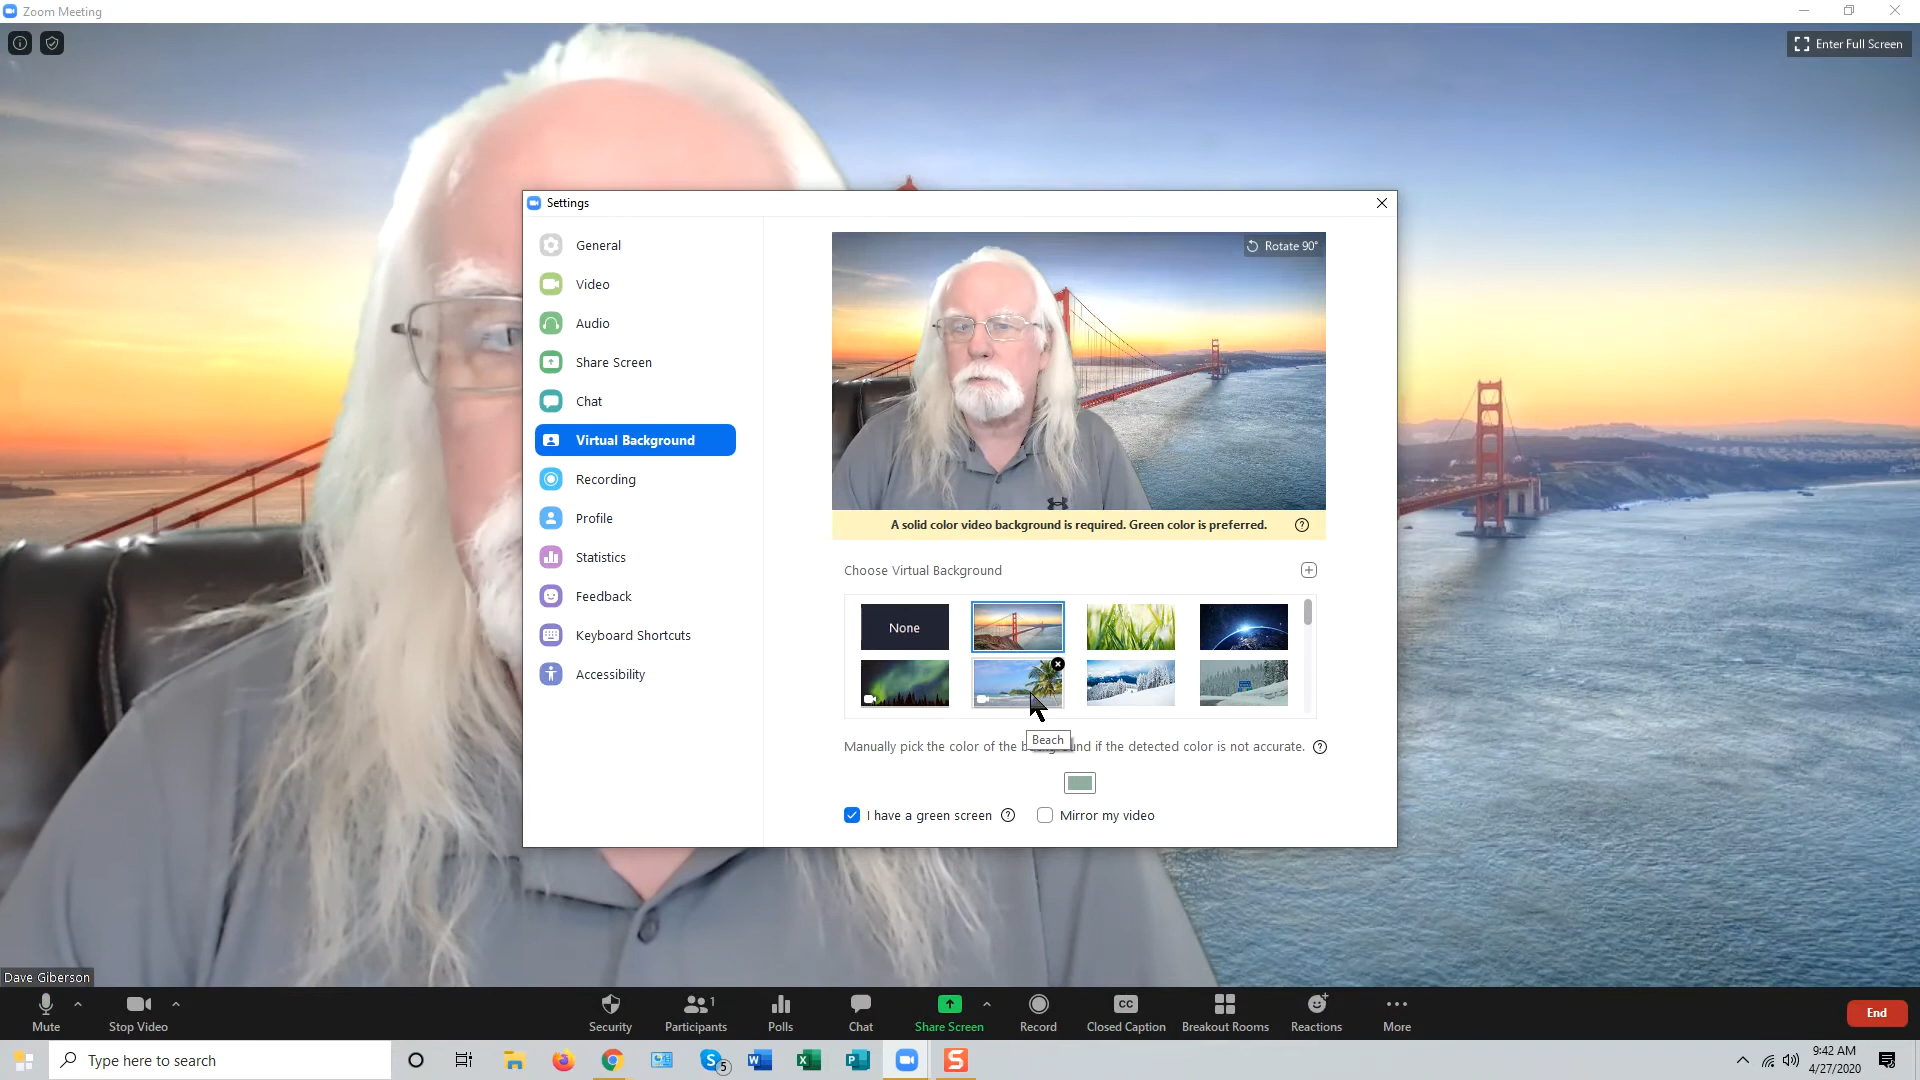 Zoom Meeting
Enter Full Screen
Settings
General
Video
Audio
Share Screen
Chat
Virtual Background
Recording
Profile
Statistics
Feedback
Keyboard Shortcuts
Accessibility
Rotate 90°
A solid color video background is required. Green color is preferred.
Choose Virtual Background
None
Beach
Manually pick the color of the b ound if the detected color is not accurate.
I have a green screen
Mirror my video
Dave Giberson
Mute
Stop Video
Security
Participants 1
Polls
Chat
Share Screen
Record
CC
Closed Caption
Breakout Rooms
Reactions
More
End
Type here to search
5
9:42 AM
4/27/2020